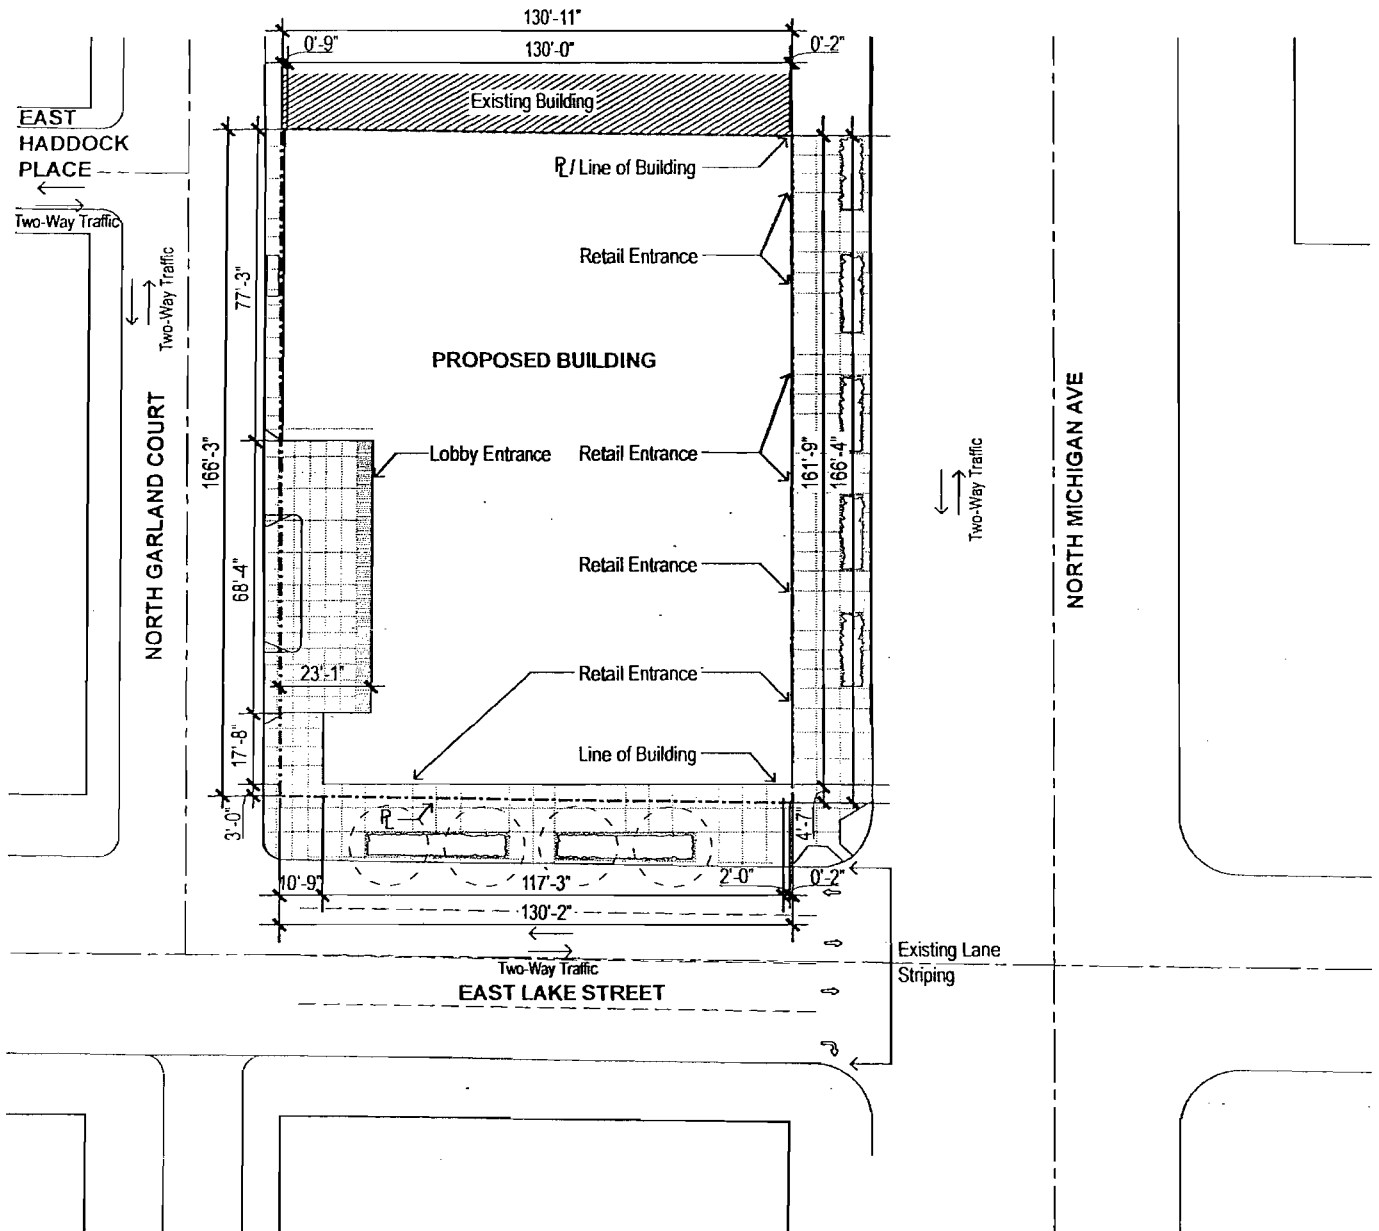 130'-11"
0'-9"
130'-0"
0'-2"
Existing Building
EAST
HADDOCK
PLACE
Two-Way Traffic
PL / Line of Building
Retail Entrance
77'-3"
Two-Way Traffic
PROPOSED BUILDING
NORTH GARLAND COURT
166'-3"
Lobby Entrance
Retail Entrance
161'-9"
166'-4"
Two-Way Traffic
NORTH MICHIGAN AVE
68'-4"
Retail Entrance
23'-1"
Retail Entrance
17'-8"
Line of Building
3'-0"
PL
4'-7"
10'-9"
117'-3"
2'-0"
0'-2"
130'-2"
Existing Lane
Striping
Two-Way Traffic
EAST LAKE STREET